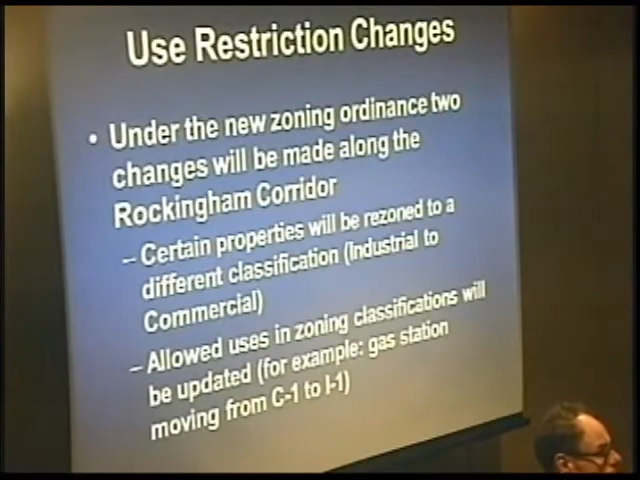 Use Restriction Changes
• Under the new zoning ordinance two
changes will be made along the
Rockingham Corridor
– Certain properties will be rezoned to a
different classification (Industrial to
Commercial)
– Allowed uses in zoning classifications will
be updated (for example: gas station
moving from C-1 to I-1)